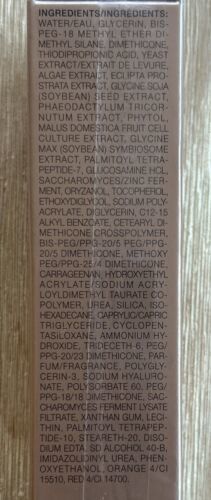 INGREDIENTS/INGREDIENTS:
WATER/EAU, GLYCERIN, BIS-
PEG-18 METHYL ETHER DI-
METHYL SILANE, DIMETHICONE,
THIODIPROPIONIC ACID, YEAST
EXTRACT/EXTRAIT DE LEVURE,
ALGAE EXTRACT, ECLIPTA PRO-
STRATA EXTRACT, GLYCINE SOJA
(SOYBEAN) SEED EXTRACT,
PHAEODACTYLUM TRICOR-
NUTUM EXTRACT, PHYTOL,
MALUS DOMESTICA FRUIT CELL
CULTURE EXTRACT, GLYCINE
MAX (SOYBEAN) SYMBIOSOME
EXTRACT, PALMITOYL TETRA-
PEPTIDE-7, GLUCOSAMINE HCL,
SACCHAROMYCES/ZINC FER-
MENT, ORYZANOL, TOCOPHEROL,
ETHOXYDIGLYCOL, SODIUM POLY-
ACRYLATE, DIGLYCERIN, C12-15
ALKYL BENZOATE, CETEARYL DI-
METHICONE CROSSPOLYMER,
BIS-PEG/PPG-20/5 PEG/PPG-
20/5 DIMETHICONE, METHOXY
PEG/PPG-25/4 DIMETHICONE,
CARRAGEENAN, HYDROXYETHYL
ACRYLATE/SODIUM ACRY-
LOYLDIMETHYL TAURATE CO-
POLYMER, UREA, SILICA, ISO-
HEXADECANE, CAPRYLIC/CAPRIC
TRIGLYCERIDE, CYCLOPEN-
TASILOXANE, AMMONIUM HY-
DROXIDE, TRIDECETH 6, PEG/
PPG-20/23 DIMETHICONE, PAR-
FUM/FRAGRANCE, POLYGLYC-
ERIN-3, SODIUM HYALURO-
NATE, POLYSORBATE 60, PEG/
PPG-18/18 DIMETHICONE, SAC-
CHAROMYCES FERMENT LYSATE
FILTRATE, XANTHAN GUM, LECI-
THIN, PALMITOYL TETRAPEP-
TIDE-10, STEARETH-20, DISO-
DIUM EDTA, SD ALCOHOL 40-B,
IMIDAZOLIDINYL UREA, PHEN-
OXYETHANOL, ORANGE 4/CI
15510, RED 4/CI 14700.